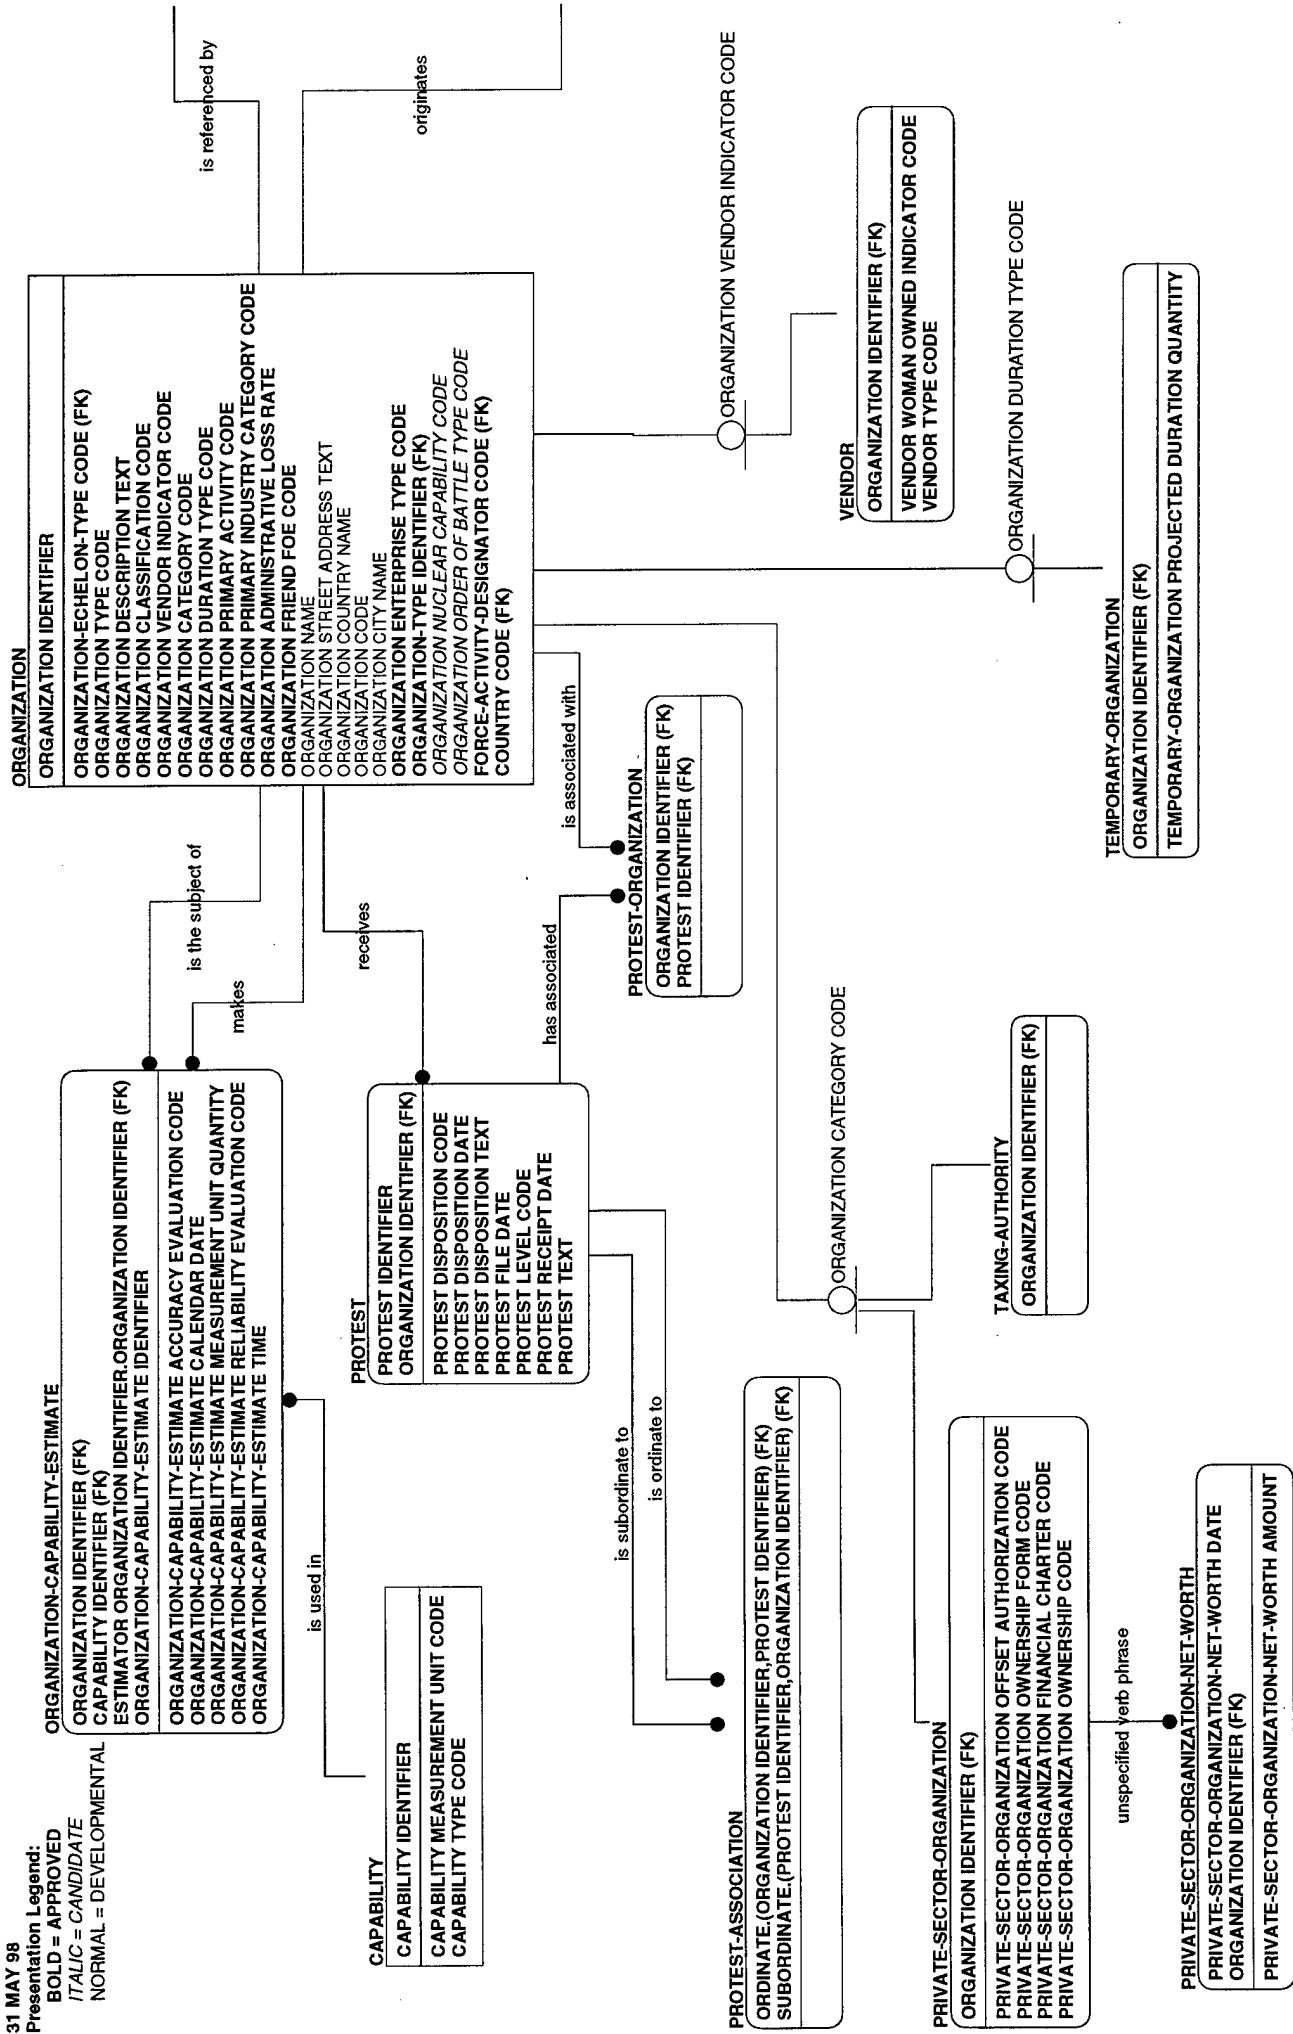 31 MAY 98
Presentation Legend:
BOLD = APPROVED
ITALIC = CANDIDATE
NORMAL = DEVELOPMENTAL
ORGANIZATION-CAPABILITY-ESTIMATE
ORGANIZATION IDENTIFIER (FK)
CAPABILITY IDENTIFIER (FK)
ESTIMATOR ORGANIZATION IDENTIFIER.ORGANIZATION IDENTIFIER (FK)
ORGANIZATION-CAPABILITY-ESTIMATE IDENTIFIER
ORGANIZATION-CAPABILITY-ESTIMATE ACCURACY EVALUATION CODE
ORGANIZATION-CAPABILITY-ESTIMATE CALENDAR DATE
ORGANIZATION-CAPABILITY-ESTIMATE MEASUREMENT UNIT QUANTITY
ORGANIZATION-CAPABILITY-ESTIMATE RELIABILITY EVALUATION CODE
ORGANIZATION-CAPABILITY-ESTIMATE TIME
is the subject of
makes
ORGANIZATION
ORGANIZATION IDENTIFIER
ORGANIZATION-ECHELON-TYPE CODE (FK)
ORGANIZATION TYPE CODE
ORGANIZATION DESCRIPTION TEXT
ORGANIZATION CLASSIFICATION CODE
ORGANIZATION VENDOR INDICATOR CODE
ORGANIZATION CATEGORY CODE
ORGANIZATION DURATION TYPE CODE
ORGANIZATION PRIMARY ACTIVITY CODE
ORGANIZATION PRIMARY INDUSTRY CATEGORY CODE
ORGANIZATION ADMINISTRATIVE LOSS RATE
ORGANIZATION FRIEND FOE CODE
ORGANIZATION NAME
ORGANIZATION STREET ADDRESS TEXT
ORGANIZATION COUNTRY NAME
ORGANIZATION CODE
ORGANIZATION CITY NAME
ORGANIZATION ENTERPRISE TYPE CODE
ORGANIZATION-TYPE IDENTIFIER (FK)
ORGANIZATION NUCLEAR CAPABILITY CODE
ORGANIZATION ORDER OF BATTLE TYPE CODE
FORCE-ACTIVITY-DESIGNATOR CODE (FK)
COUNTRY CODE (FK)
is referenced by
originates
is used in
receives
CAPABILITY
CAPABILITY IDENTIFIER
CAPABILITY MEASUREMENT UNIT CODE
CAPABILITY TYPE CODE
PROTEST
PROTEST IDENTIFIER
ORGANIZATION IDENTIFIER (FK)
PROTEST DISPOSITION CODE
PROTEST DISPOSITION DATE
PROTEST DISPOSITION TEXT
PROTEST FILE DATE
PROTEST LEVEL CODE
PROTEST RECEIPT DATE
PROTEST TEXT
has associated
is associated with
is subordinate to
is ordinate to
PROTEST-ORGANIZATION
ORGANIZATION IDENTIFIER (FK)
PROTEST IDENTIFIER (FK)
ORGANIZATION VENDOR INDICATOR CODE
PROTEST-ASSOCIATION
ORDINATE.(ORGANIZATION IDENTIFIER,PROTEST IDENTIFIER) (FK)
SUBORDINATE.(PROTEST IDENTIFIER,ORGANIZATION IDENTIFIER) (FK)
ORGANIZATION CATEGORY CODE
VENDOR
ORGANIZATION IDENTIFIER (FK)
VENDOR WOMAN OWNED INDICATOR CODE
VENDOR TYPE CODE
PRIVATE-SECTOR-ORGANIZATION
ORGANIZATION IDENTIFIER (FK)
PRIVATE-SECTOR-ORGANIZATION OFFSET AUTHORIZATION CODE
PRIVATE-SECTOR-ORGANIZATION OWNERSHIP FORM CODE
PRIVATE-SECTOR-ORGANIZATION FINANCIAL CHARTER CODE
PRIVATE-SECTOR-ORGANIZATION OWNERSHIP CODE
TAXING-AUTHORITY
ORGANIZATION IDENTIFIER (FK)
ORGANIZATION DURATION TYPE CODE
unspecified verb phrase
TEMPORARY-ORGANIZATION
ORGANIZATION IDENTIFIER (FK)
TEMPORARY-ORGANIZATION PROJECTED DURATION QUANTITY
PRIVATE-SECTOR-ORGANIZATION-NET-WORTH
PRIVATE-SECTOR-ORGANIZATION-NET-WORTH DATE
ORGANIZATION IDENTIFIER (FK)
PRIVATE-SECTOR-ORGANIZATION-NET-WORTH AMOUNT